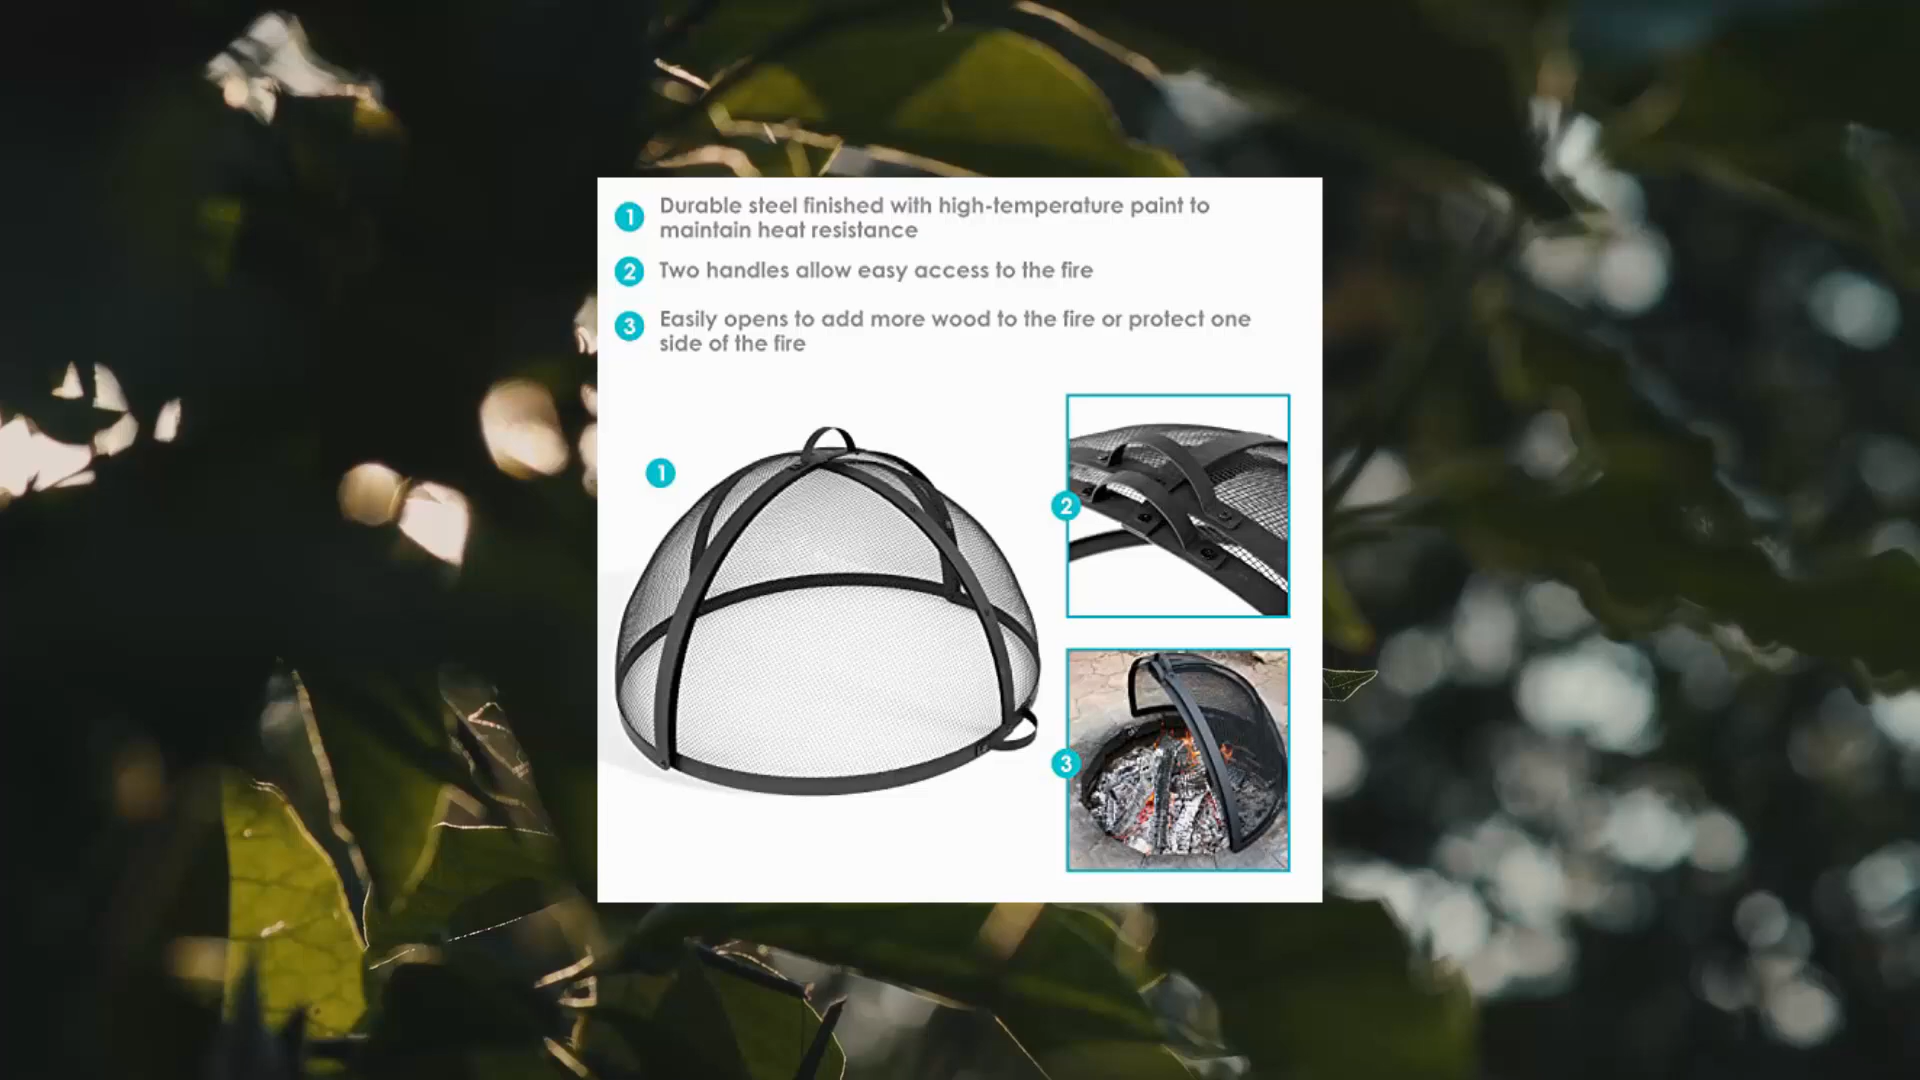 1 Durable steel finished with high-temperature paint to
maintain heat resistance
2 Two handles allow easy access to the fire
3 Easily opens to add more wood to the fire or protect one
side of the fire
1
2
3